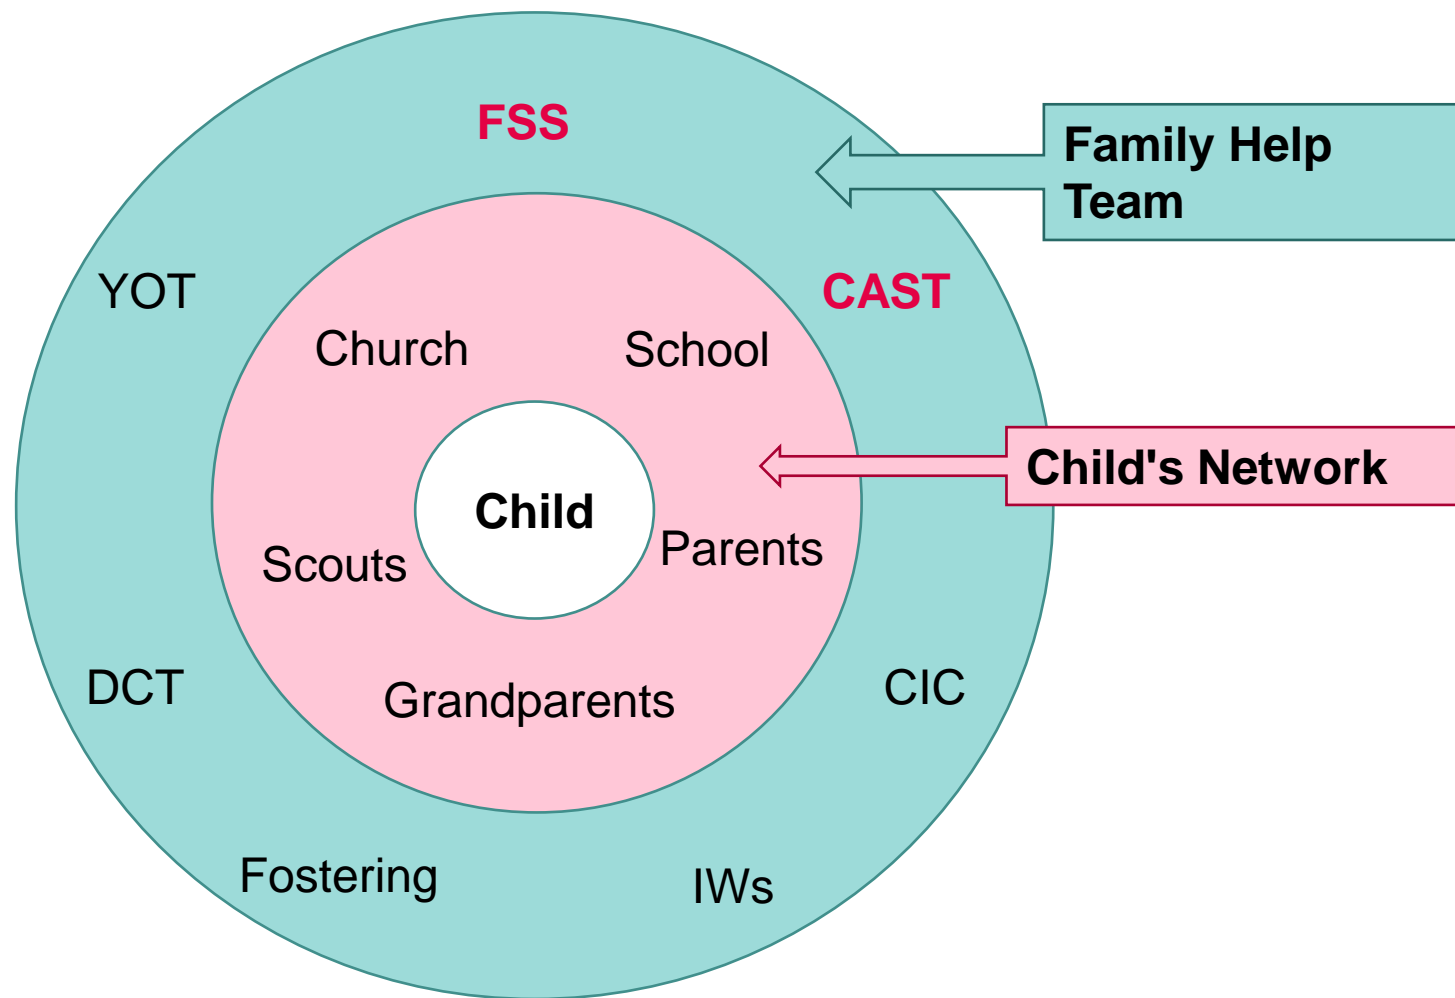 FSS
Family Help
Team
YOT
CAST
Church
School
Child's Network
Child
Parents
Scouts
DCT
Grandparents
CIC
Fostering
IWs